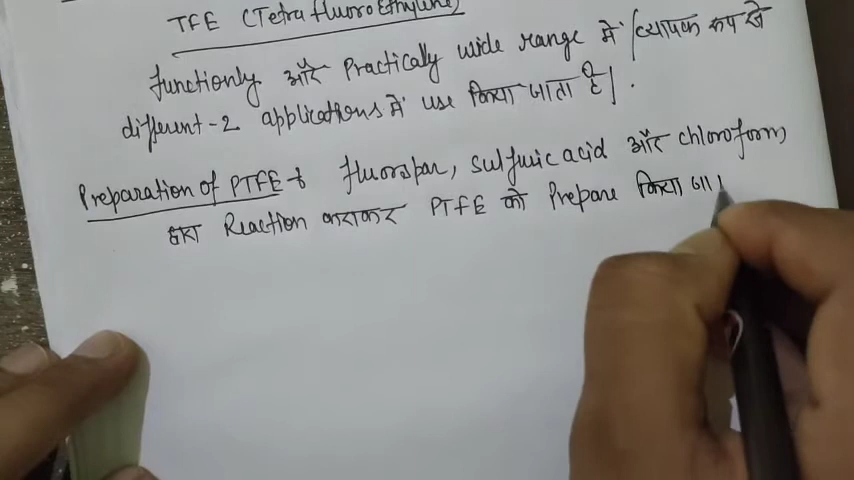 TFE (Tetra fluoro Ethylene)
functionly और Practically wide range में (व्यापक रूप से
different-2 applications में use किया जाता है|.
Preparation of PTFE :- fluorospar, sulfuic acid और chloroform,
द्वारा Reaction कराकर PTFE को Prepare किया जा